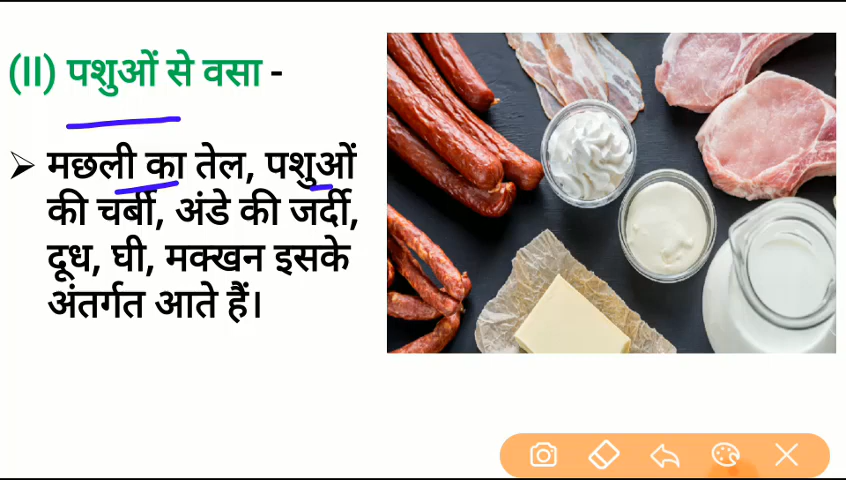 (II) पशुओं से वसा -
➢ मछली का तेल, पशुओं
की चर्बी, अंडे की जर्दी,
दूध, घी, मक्खन इसके
अंतर्गत आते हैं।